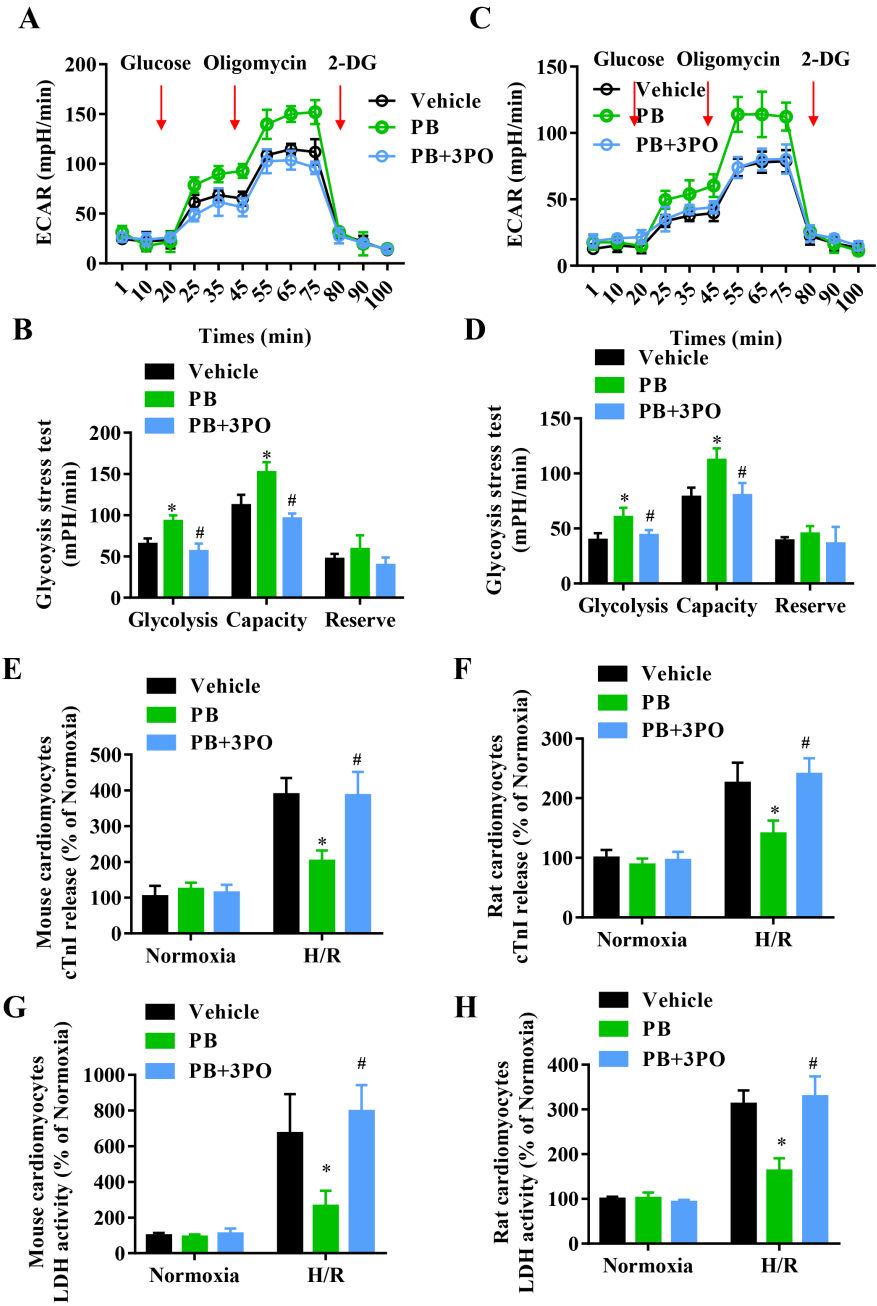 A
Glucose Oligomycin 2-DG
ECAR (mpH/min)
200
150
100
50
0
Vehicle
PB
PB+3PO
1 10 20 25 35 45 55 65 75 80 90 100
Times (min)
C
Glucose Oligomycin 2-DG
ECAR (mpH/min)
150
100
50
0
Vehicle
PB
PB+3PO
1 10 20 25 35 45 55 65 75 80 90 100
Times (min)
B
Vehicle
PB
PB+3PO
Glycoysis stress test
(mPH/min)
200
150
100
50
0
* # * #
Glycolysis Capacity Reserve
D
Vehicle
PB
PB+3PO
Glycoysis stress test
(mPH/min)
150
100
50
0
* # * #
Glycolysis Capacity Reserve
E
Vehicle
PB
PB+3PO
Mouse cardiomyocytes
cTnI release (% of Normoxia)
500
400
300
200
100
0
* #
Normoxia H/R
F
Vehicle
PB
PB+3PO
Rat cardiomyocytes
cTnI release (% of Normoxia)
300
200
100
0
* #
Normoxia H/R
G
Vehicle
PB
PB+3PO
Mouse cardiomyocytes
LDH activity (% of Normoxia)
1000
800
600
400
200
0
* #
Normoxia H/R
H
Vehicle
PB
PB+3PO
Rat cardiomyocytes
LDH activity (% of Normoxia)
400
300
200
100
0
* #
Normoxia H/R